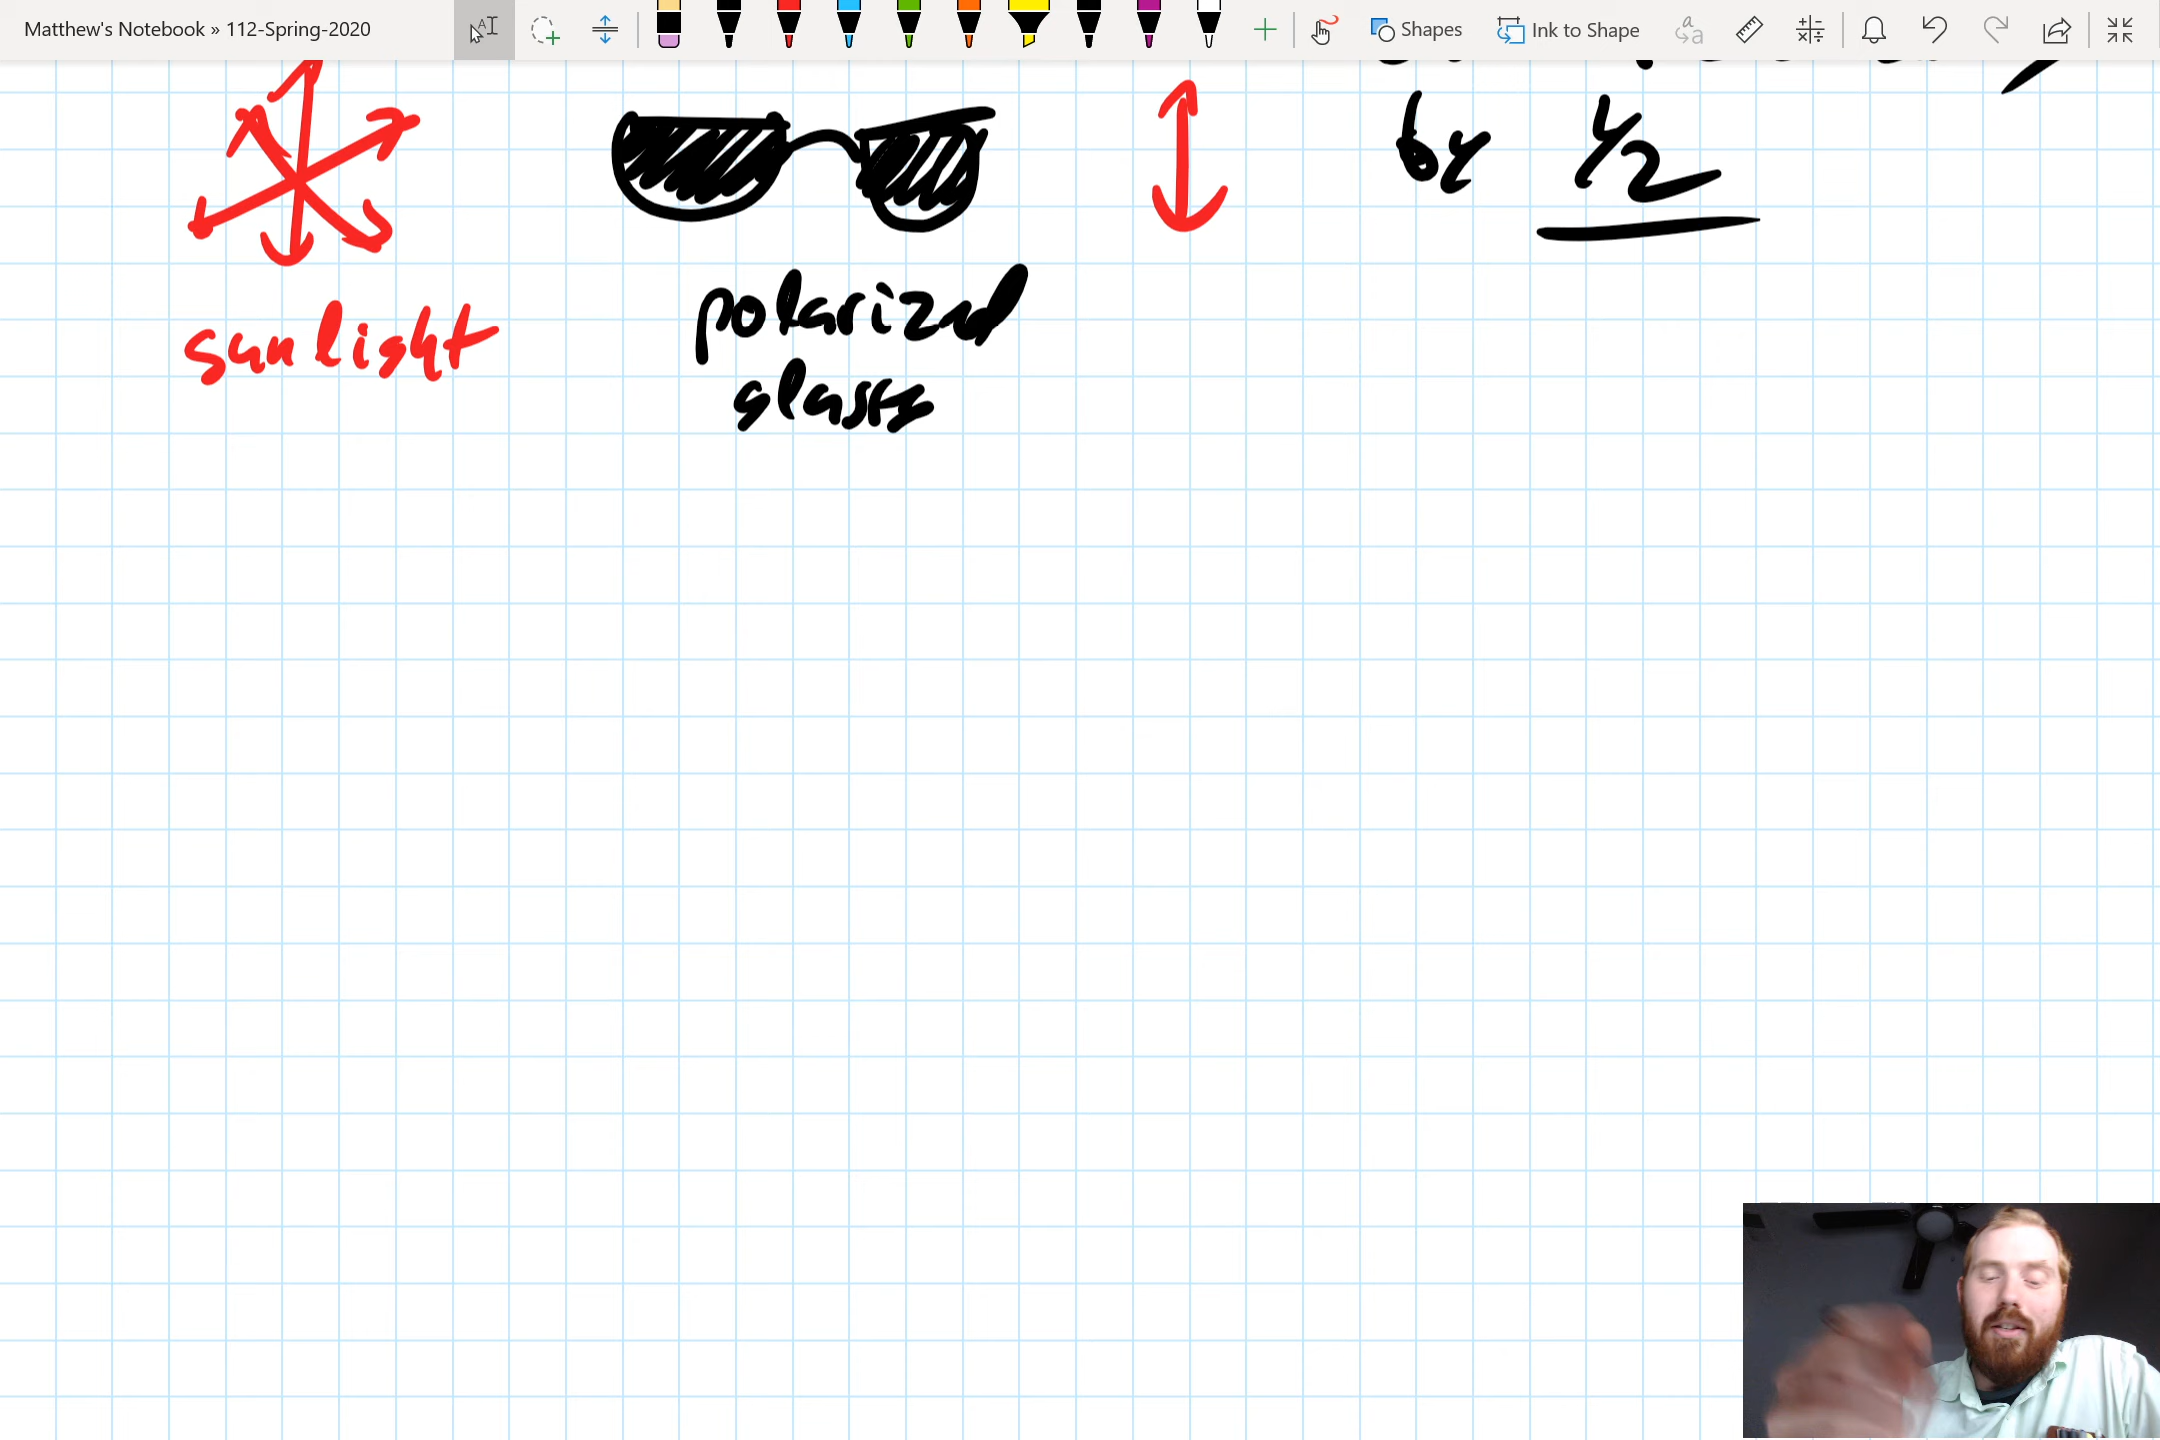 Matthew's Notebook » 112-Spring-2020
Shapes
Ink to Shape
by 1/2
sunlight
polarized
glasses